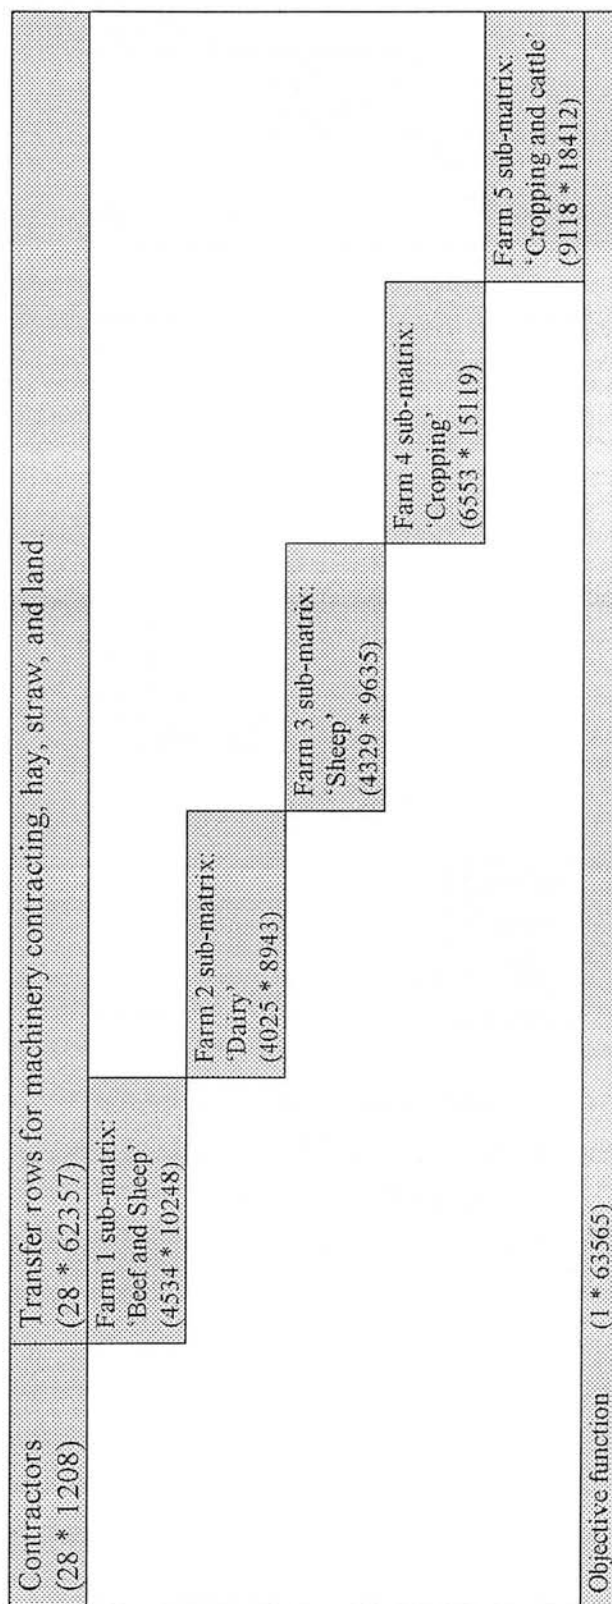 Contractors
(28 * 1208)
Transfer rows for machinery contracting, hay, straw, and land
(28 * 62357)
Farm 1 sub-matrix:
‘Beef and Sheep’
(4534 * 10248)
Farm 2 sub-matrix:
‘Dairy’
(4025 * 8943)
Farm 3 sub-matrix:
‘Sheep’
(4329 * 9635)
Farm 4 sub-matrix:
‘Cropping’
(6553 * 15119)
Farm 5 sub-matrix:
‘Cropping and cattle’
(9118 * 18412)
Objective function (1 * 63565)